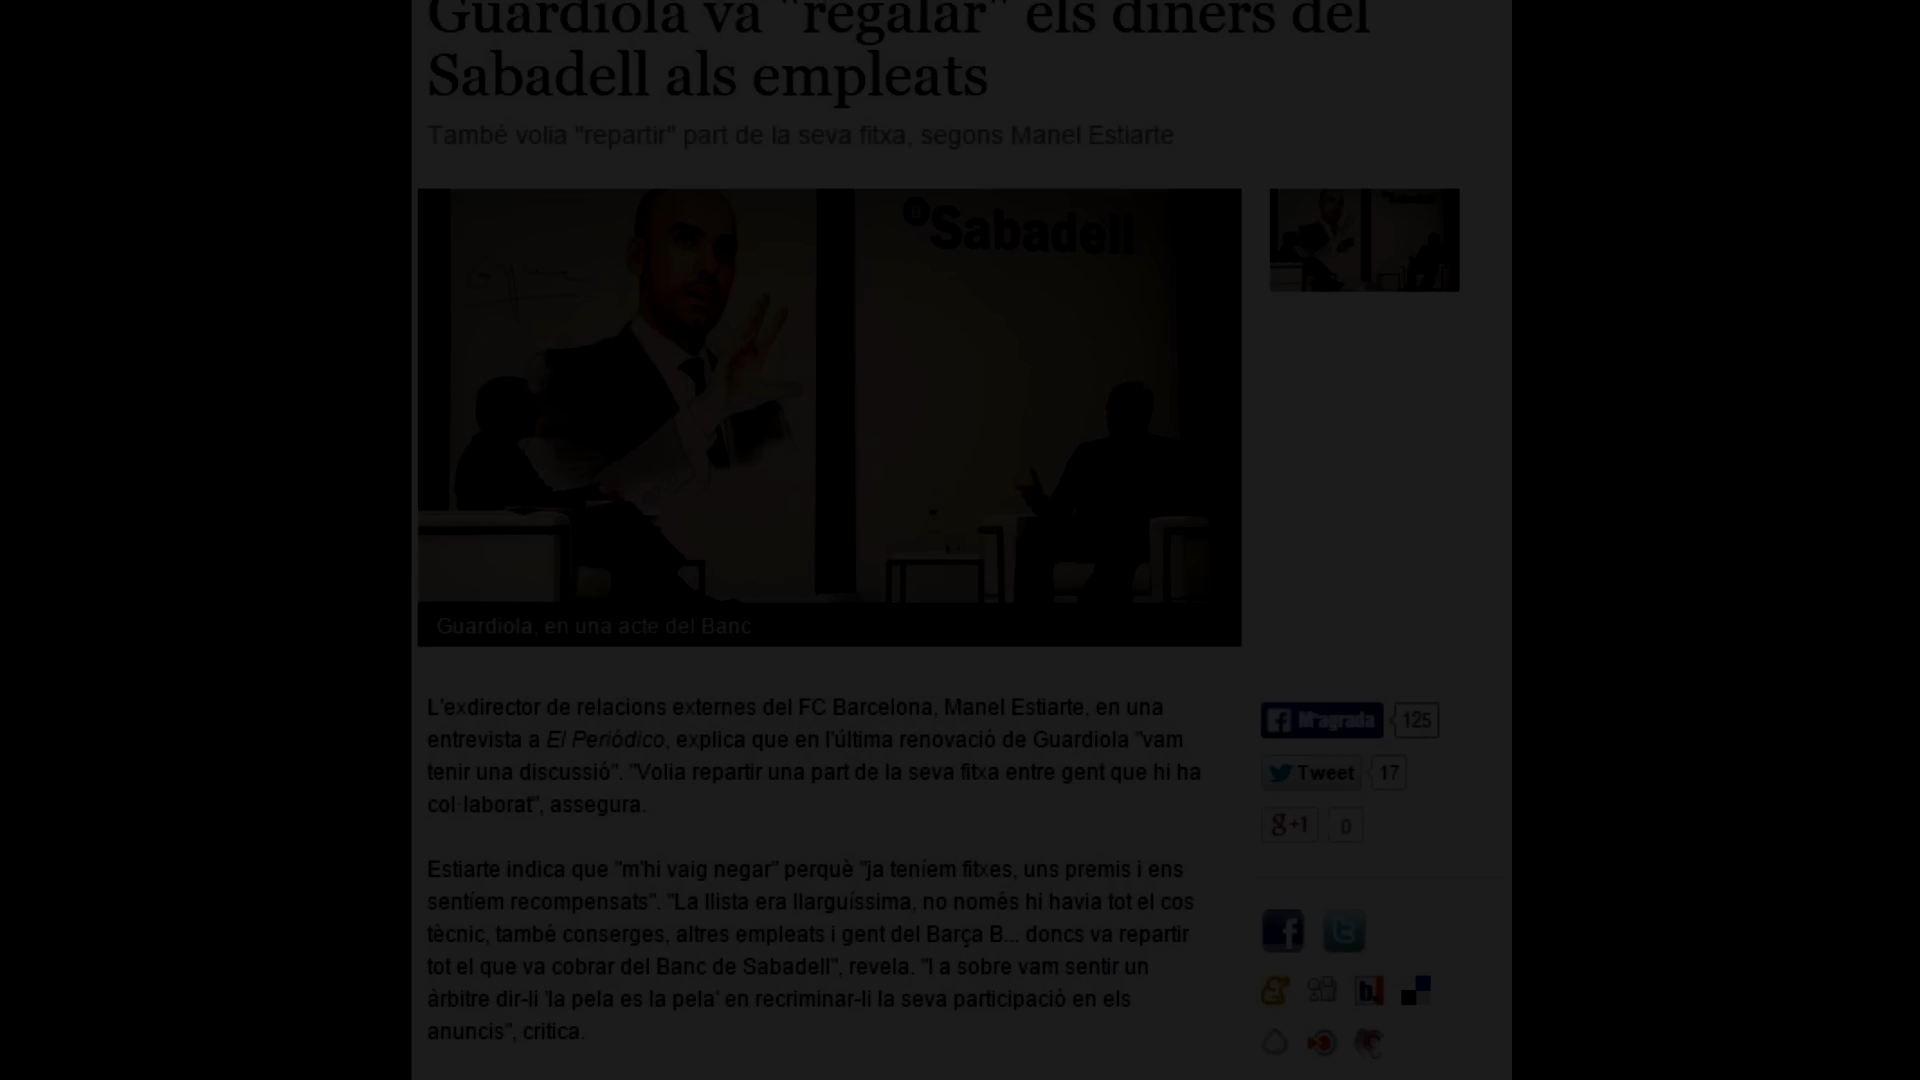 Guardiola va "regalar" els diners del
Sabadell als empleats
També volia "repartir" part de la seva fitxa, segons Manel Estiarte
Sabadell
Guardiola, en una acte del Banc
L'exdirector de relacions externes del FC Barcelona, Manel Estiarte, en una
entrevista a El Periódico, explica que en l'última renovació de Guardiola "vam
tenir una discussió". "Volia repartir una part de la seva fitxa entre gent que hi ha
col·laborat", assegura.
M'agrada 125
Tweet 17
g+1 0
Estiarte indica que "m'hi vaig negar" perquè "ja teníem fitxes, uns premis i ens
sentíem recompensats". "La llista era llarguíssima, no només hi havia tot el cos
tècnic, també conserges, altres empleats i gent del Barça B... doncs va repartir
tot el que va cobrar del Banc de Sabadell", revela. "I a sobre vam sentir un
àrbitre dir-li 'la pela es la pela' en recriminar-li la seva participació en els
anuncis", critica.